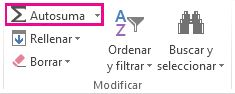 Autosuma
Rellenar
Borrar
Ordenar
y filtrar
Buscar y
seleccionar
Modificar